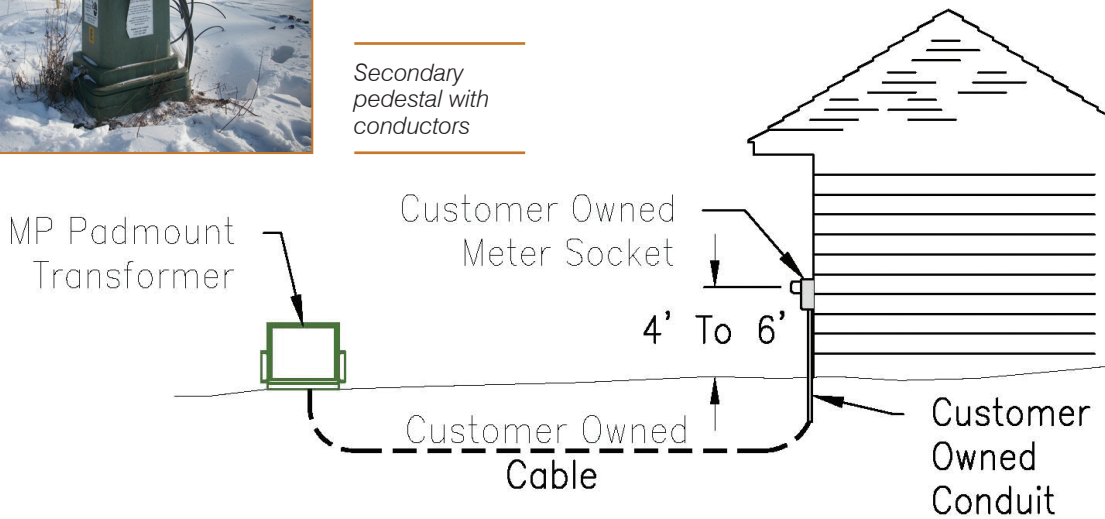 Secondary
pedestal with
conductors
MP Padmount
Transformer
Customer Owned
Meter Socket
4' To 6'
Customer Owned
Cable
Customer
Owned
Conduit